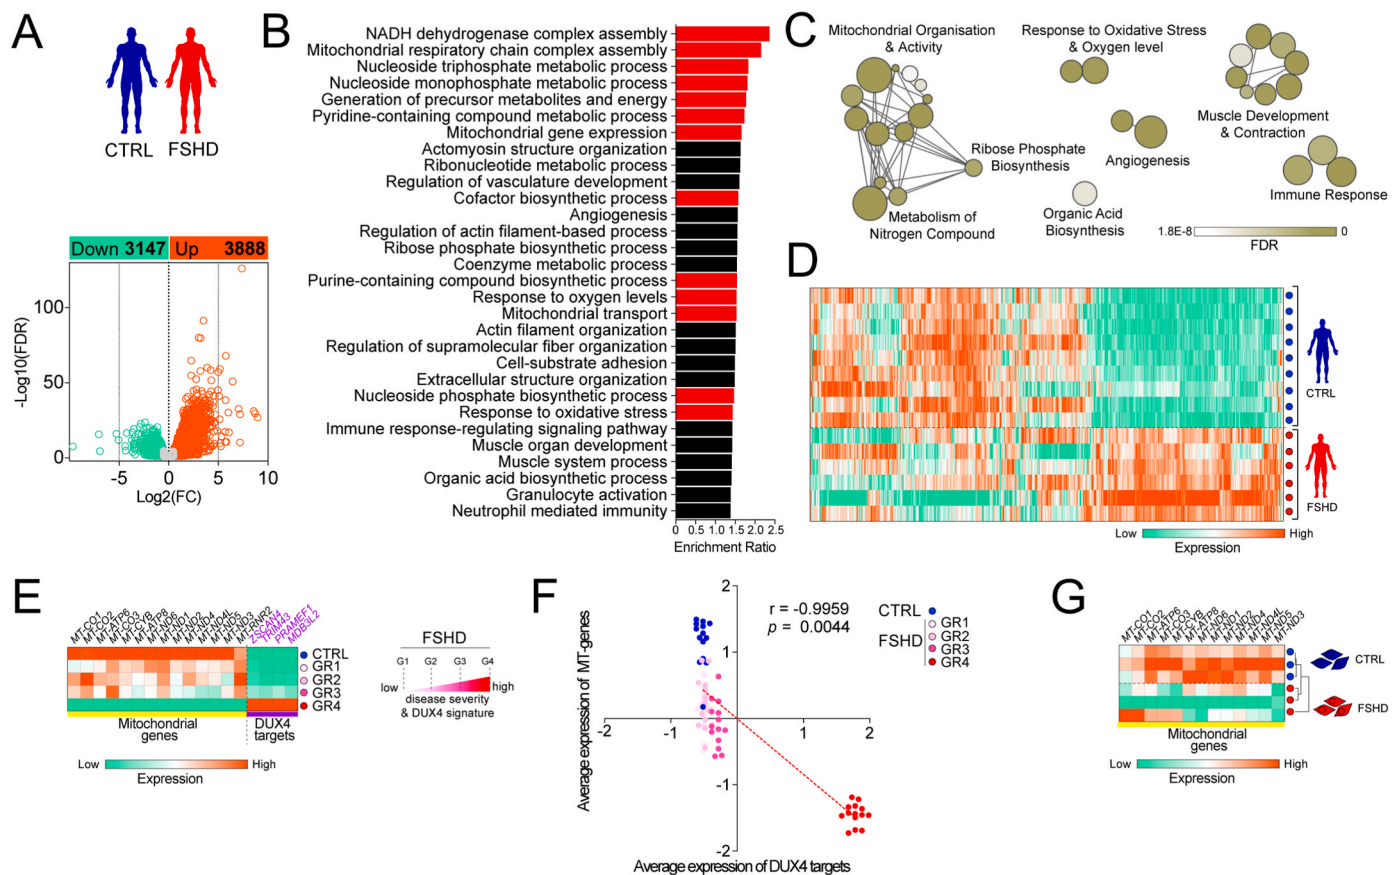 A
CTRL FSHD
Down 3147 Up 3888
-Log10(FDR)
100
50
0
-5 0 5 10
Log2(FC)
B
NADH dehydrogenase complex assembly
Mitochondrial respiratory chain complex assembly
Nucleoside triphosphate metabolic process
Nucleoside monophosphate metabolic process
Generation of precursor metabolites and energy
Pyridine-containing compound metabolic process
Mitochondrial gene expression
Actomyosin structure organization
Ribonucleotide metabolic process
Regulation of vasculature development
Cofactor biosynthetic process
Angiogenesis
Regulation of actin filament-based process
Ribose phosphate biosynthetic process
Coenzyme metabolic process
Purine-containing compound biosynthetic process
Response to oxygen levels
Mitochondrial transport
Actin filament organization
Regulation of supramolecular fiber organization
Cell-substrate adhesion
Extracellular structure organization
Nucleoside phosphate biosynthetic process
Response to oxidative stress
Immune response-regulating signaling pathway
Muscle organ development
Muscle system process
Organic acid biosynthetic process
Granulocyte activation
Neutrophil mediated immunity
0 0.5 1.0 1.5 2.0 2.5
Enrichment Ratio
C
Mitochondrial Organisation
& Activity
Response to Oxidative Stress
& Oxygen level
Muscle Development
& Contraction
Ribose Phosphate
Biosynthesis
Angiogenesis
Immune Response
Metabolism of
Nitrogen Compound
Organic Acid
Biosynthesis
1.8E-8 0
FDR
D
CTRL
FSHD
Low High
Expression
E
MT-CO1
MT-CO2
MT-ATP6
MT-CO3
MT-CYB
MT-ATP8
MT-ND6
MT-ND1
MT-ND2
MT-ND4
MT-ND4L
MT-ND5
MT-ND3
MT-RNR2
ZSCAN4
TRIM43
PRAMEF1
MDB3L2
CTRL
GR1
GR2
GR3
GR4
Mitochondrial
genes
DUX4
targets
Low High
Expression
FSHD
G1 G2 G3 G4
low high
disease severity
& DUX4 signature
F
Average expression of MT-genes
2
1
-1
-2
-2 -1 0 1 2
r = -0.9959
p = 0.0044
CTRL
FSHD
GR1
GR2
GR3
GR4
Average expression of DUX4 targets
G
MT-CO1
MT-CO2
MT-ATP6
MT-CO3
MT-CYB
MT-ATP8
MT-ND6
MT-ND1
MT-ND2
MT-ND4
MT-ND4L
MT-ND5
MT-ND3
CTRL
FSHD
Mitochondrial
genes
Low High
Expression